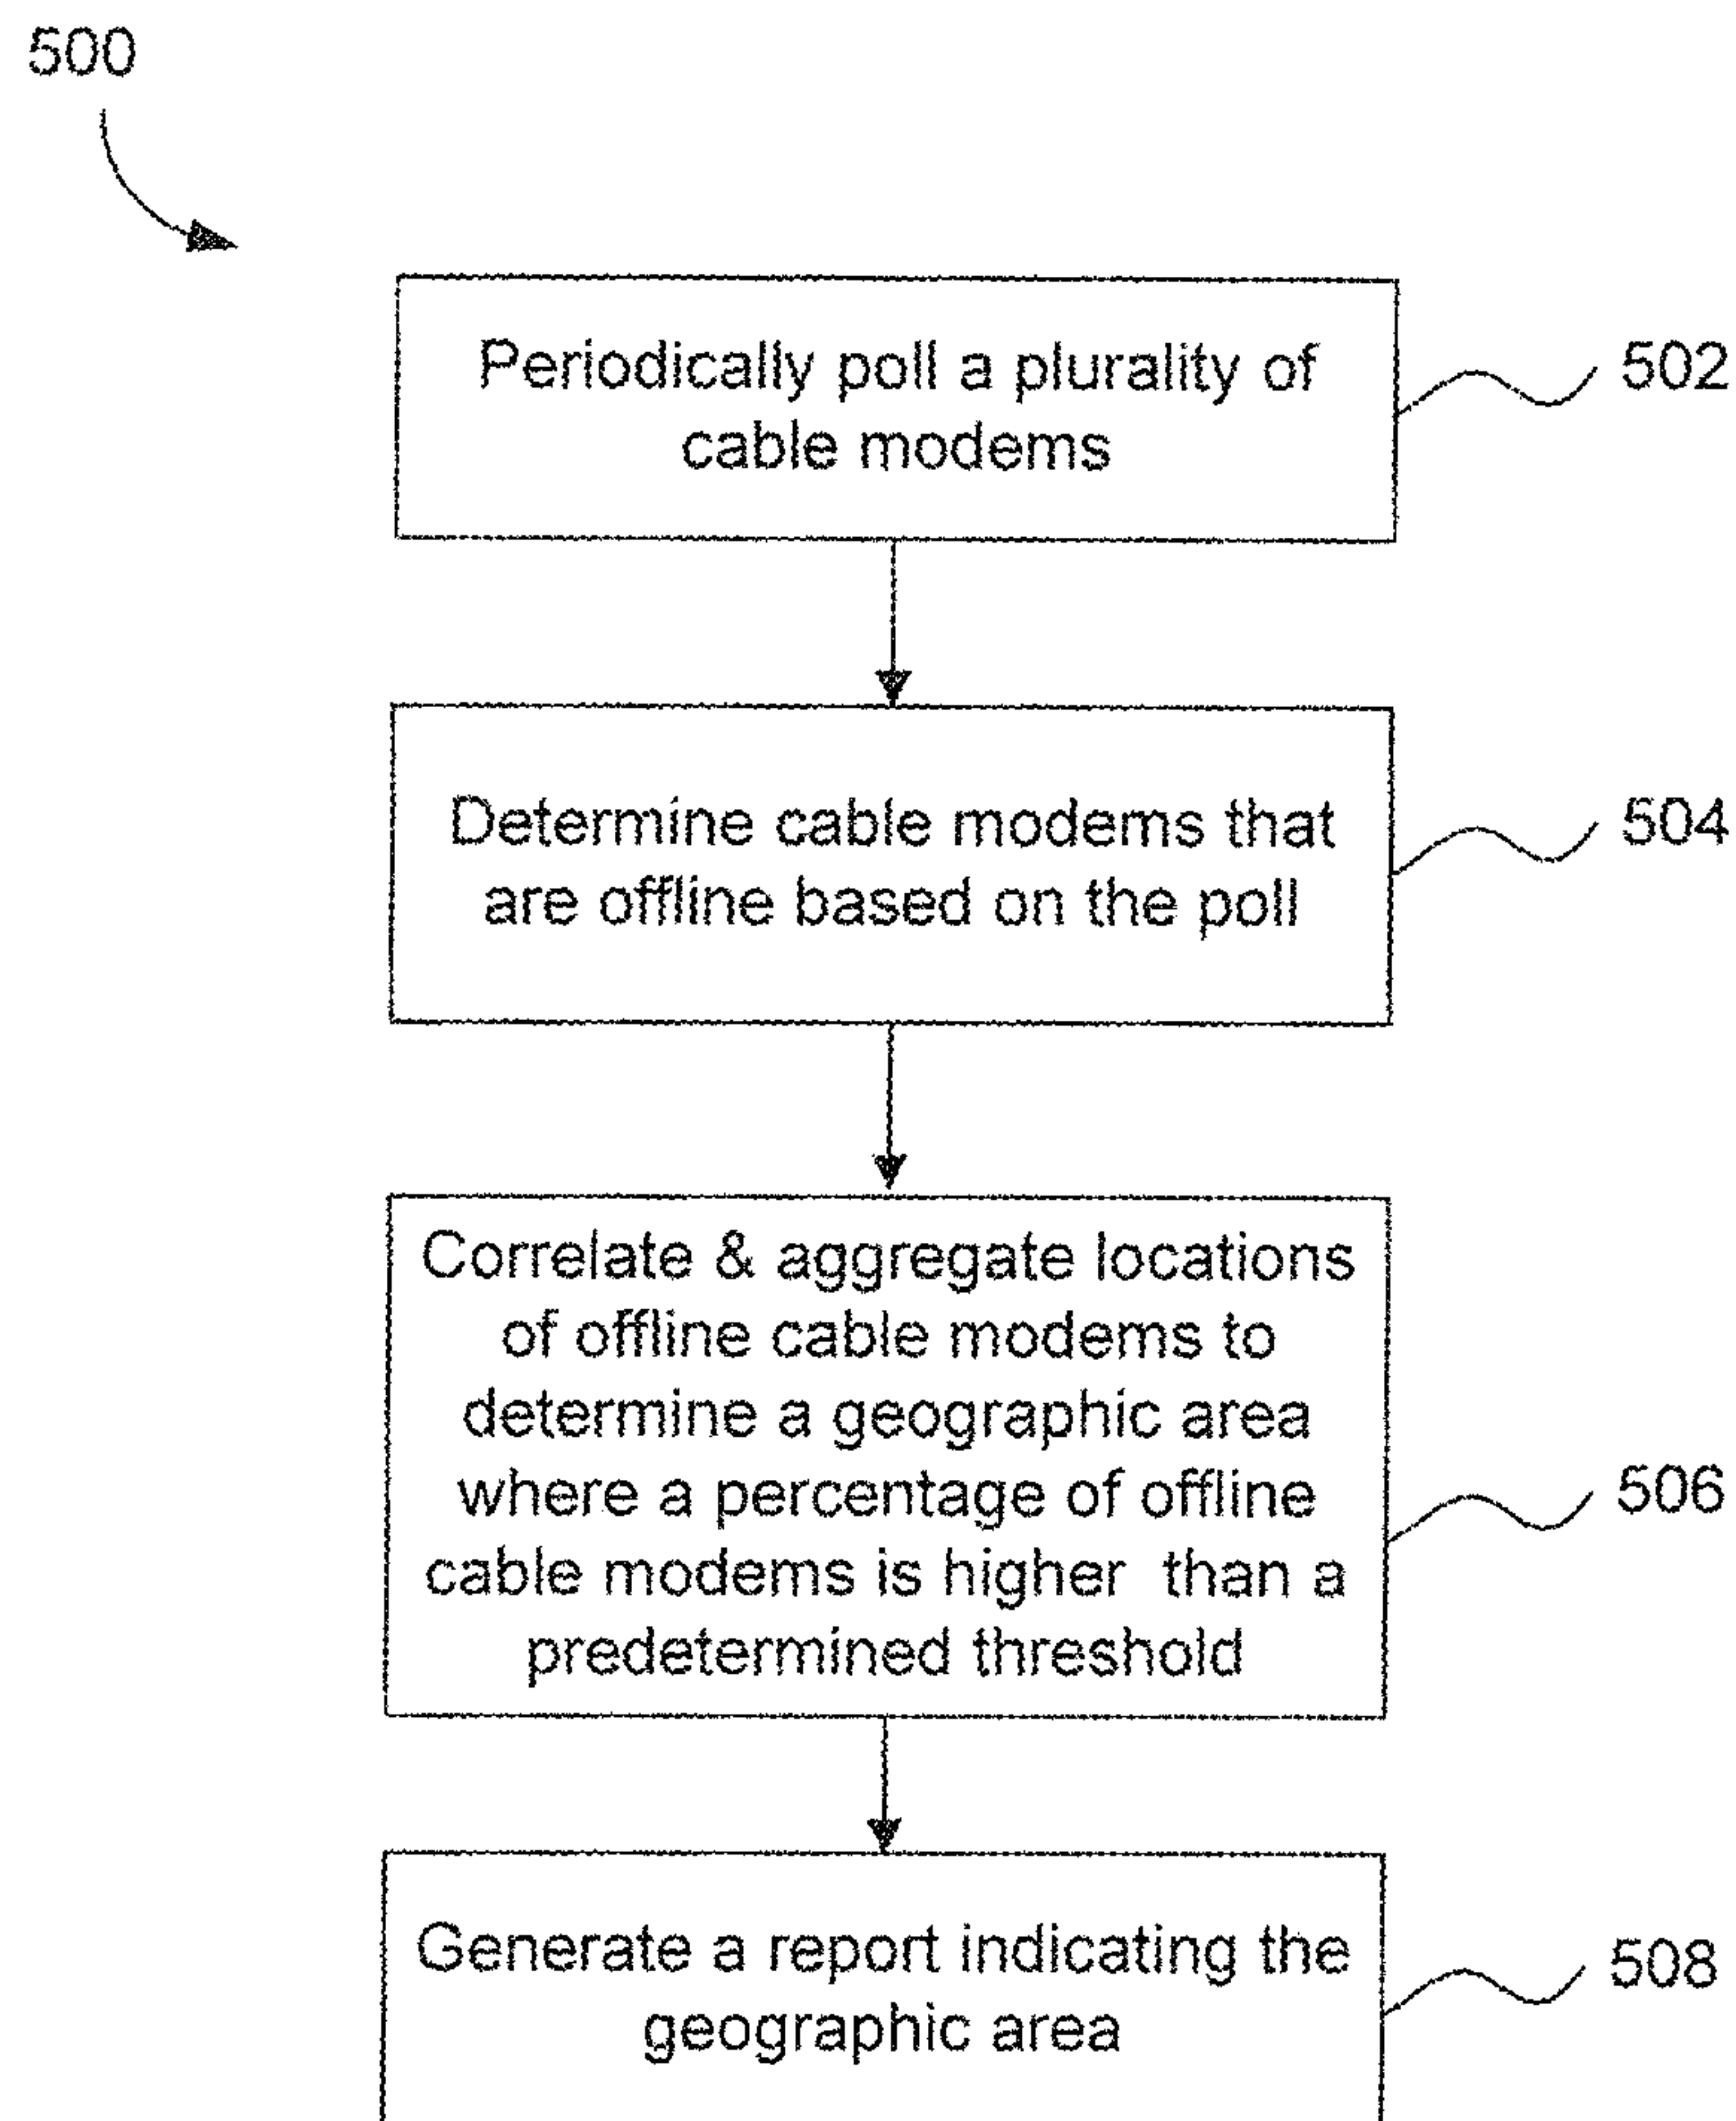 500
Periodically poll a plurality of
cable modems
502
Determine cable modems that
are offline based on the poll
504
Correlate & aggregate locations
of offline cable modems to
determine a geographic area
where a percentage of offline
cable modems is higher than a
predetermined threshold
506
Generate a report indicating the
geographic area
508